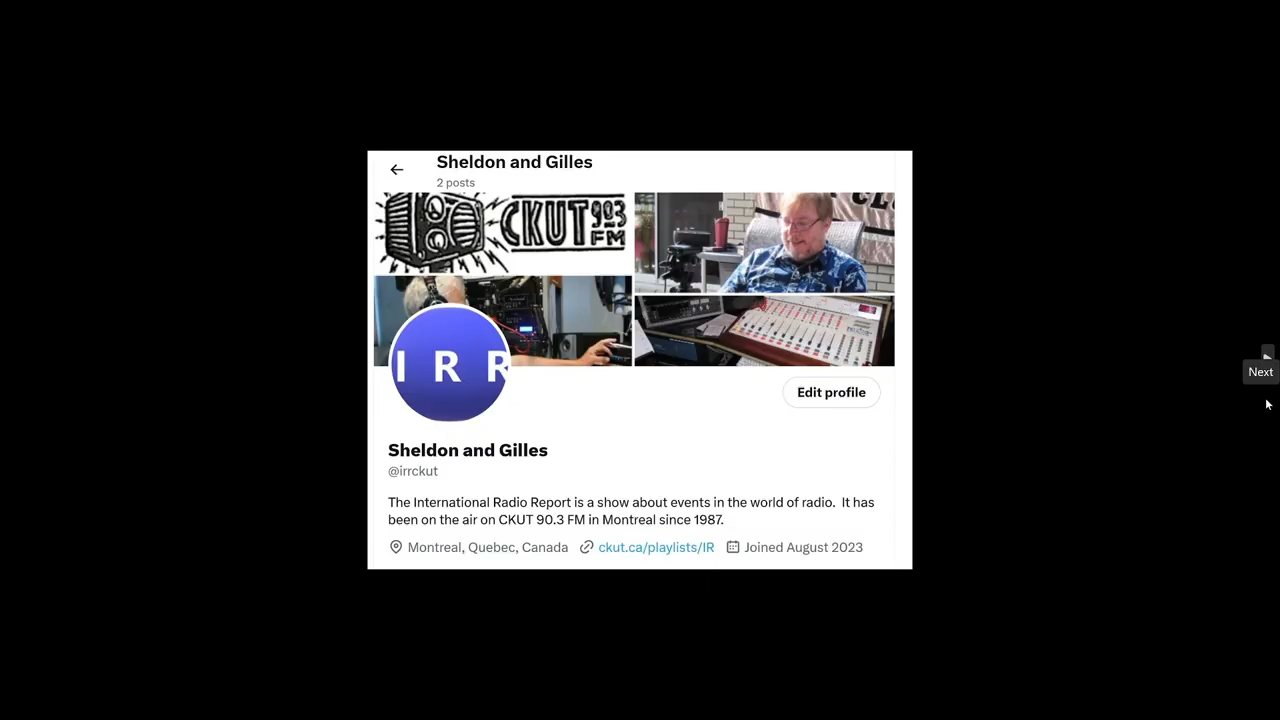 Sheldon and Gilles
2 posts
CKUT 90.3
FM
I R R
Edit profile
Sheldon and Gilles
@irrckut
The International Radio Report is a show about events in the world of radio.  It has
been on the air on CKUT 90.3 FM in Montreal since 1987.
Montreal, Quebec, Canada ckut.ca/playlists/IR Joined August 2023
Next